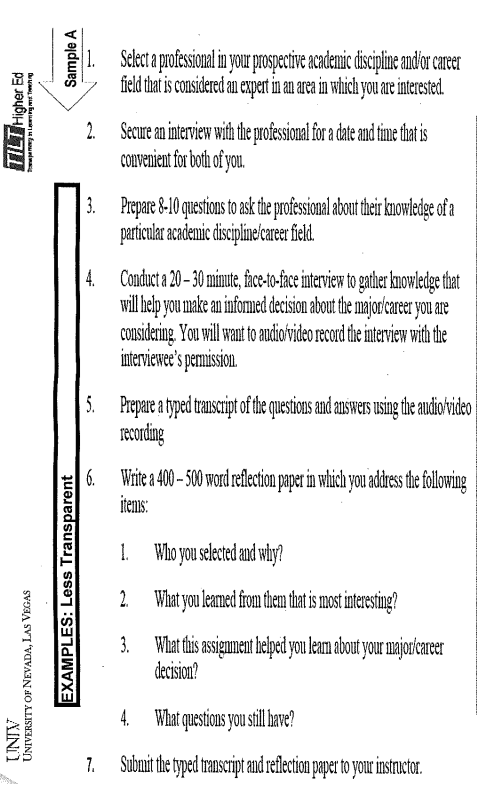 Sample A
TILT Higher Ed
Transparency in Learning and Teaching
1. Select a professional in your prospective academic discipline and/or career
field that is considered an expert in an area in which you are interested.
2. Secure an interview with the professional for a date and time that is
convenient for both of you.
3. Prepare 8-10 questions to ask the professional about their knowledge of a
particular academic discipline/career field.
4. Conduct a 20 – 30 minute, face-to-face interview to gather knowledge that
will help you make an informed decision about the major/career you are
considering. You will want to audio/video record the interview with the
interviewee's permission.
5. Prepare a typed transcript of the questions and answers using the audio/video
recording
6. Write a 400 – 500 word reflection paper in which you address the following
items:
1. Who you selected and why?
2. What you learned from them that is most interesting?
3. What this assignment helped you learn about your major/career
decision?
4. What questions you still have?
7. Submit the typed transcript and reflection paper to your instructor.
EXAMPLES: Less Transparent
UNLV
UNIVERSITY OF NEVADA, LAS VEGAS